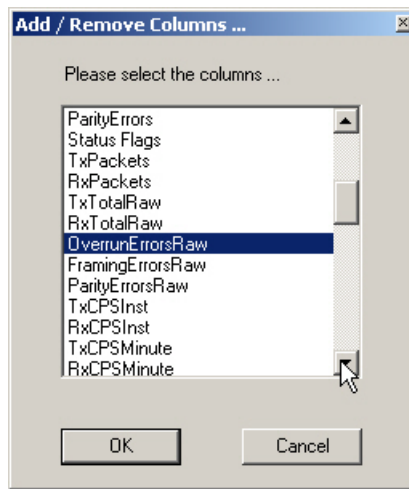 Add / Remove Columns ...
Please select the columns ...
ParityErrors
Status Flags
TxPackets
RxPackets
TxTotalRaw
RxTotalRaw
OverrunErrorsRaw
FramingErrorsRaw
ParityErrorsRaw
TxCPSInst
RxCPSInst
TxCPSMinute
RxCPSMinute
OK Cancel